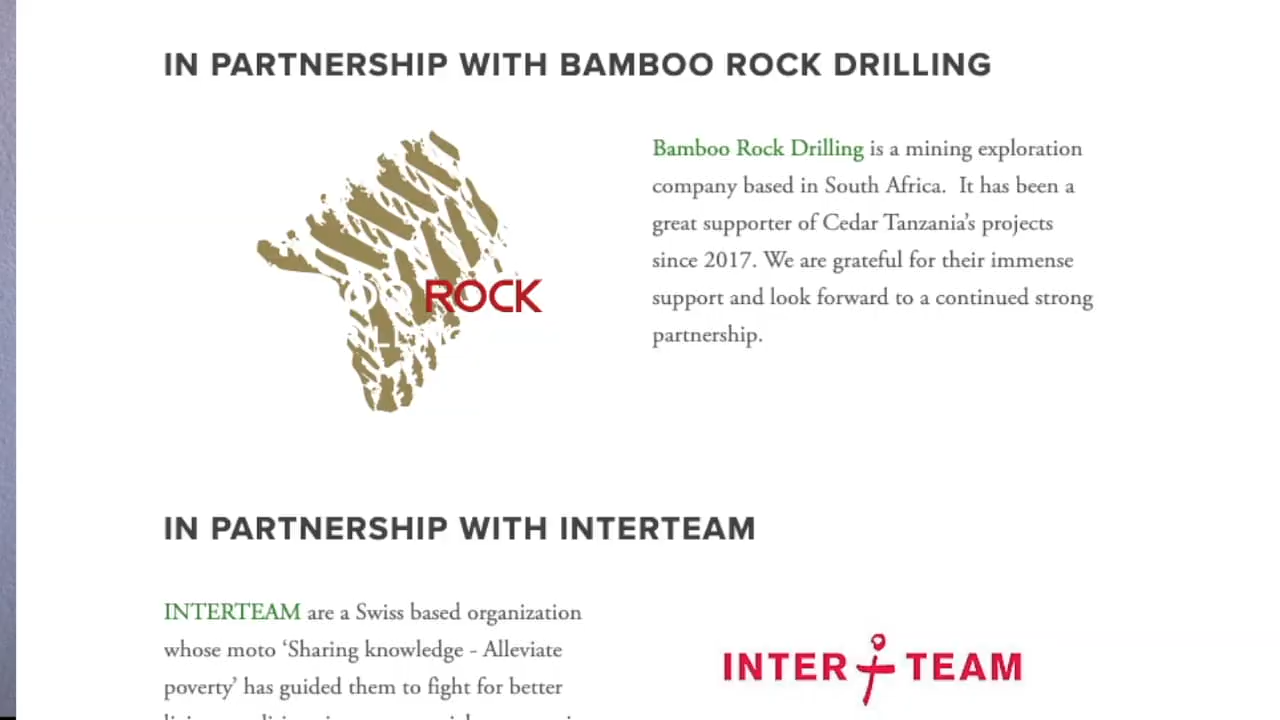 IN PARTNERSHIP WITH BAMBOO ROCK DRILLING
Bamboo Rock Drilling is a mining exploration
company based in South Africa.  It has been a
great supporter of Cedar Tanzania’s projects
since 2017. We are grateful for their immense
support and look forward to a continued strong
partnership.
ROCK
IN PARTNERSHIP WITH INTERTEAM
INTERTEAM are a Swiss based organization
whose moto ‘Sharing knowledge - Alleviate
poverty’ has guided them to fight for better
INTER TEAM